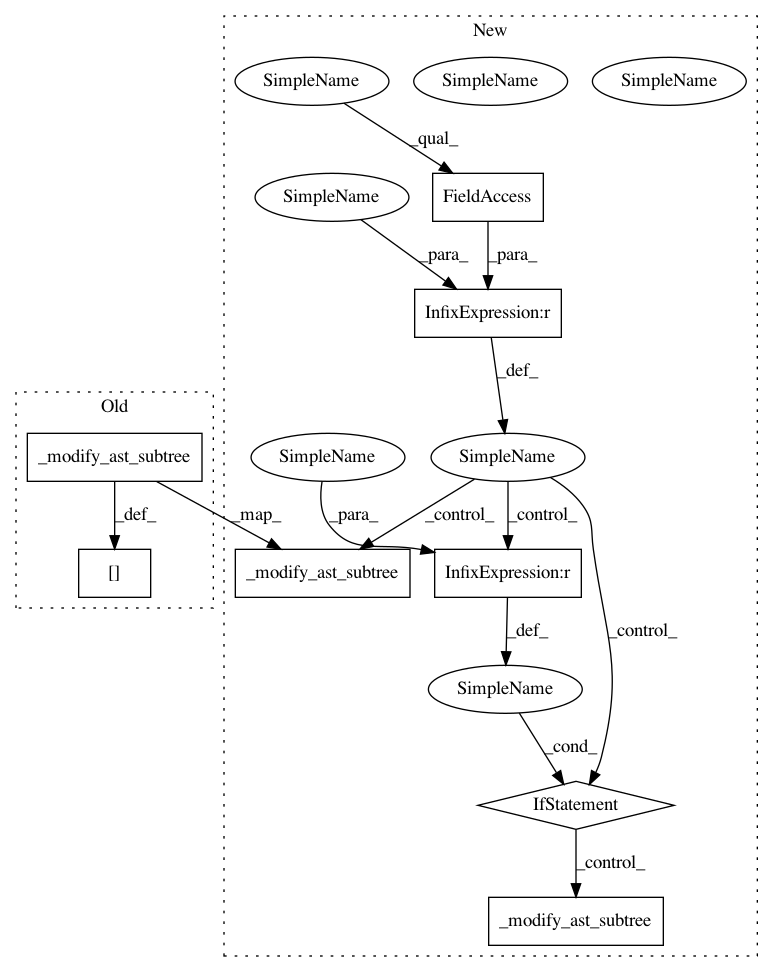 New
SimpleName
SimpleName
SimpleName
_qual_
SimpleName
FieldAccess
_para_
_para_
InfixExpression:r
_def_
Old
_modify_ast_subtree
SimpleName
SimpleName
_def_
_map_
_para_
_control_
_control_
[]
_modify_ast_subtree
InfixExpression:r
_def_
_control_
SimpleName
_cond_
IfStatement
_control_
_modify_ast_subtree